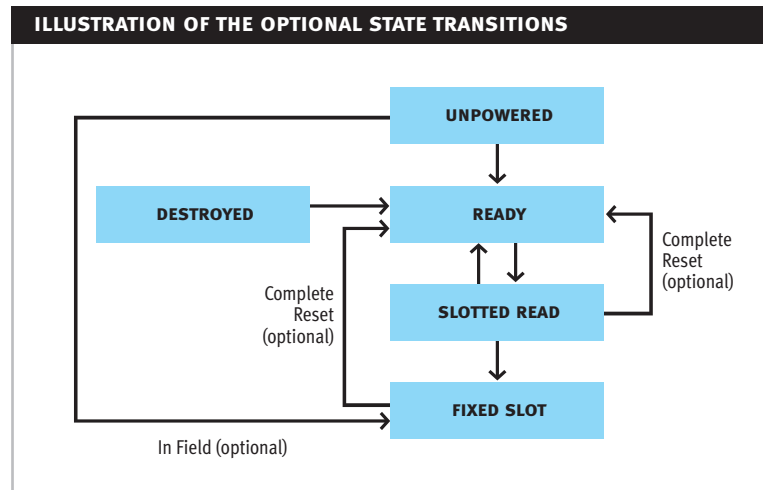 ILLUSTRATION OF THE OPTIONAL STATE TRANSITIONS
UNPOWERED
DESTROYED
READY
Complete
Reset
(optional)
Complete
Reset
(optional)
SLOTTED READ
FIXED SLOT
In Field (optional)